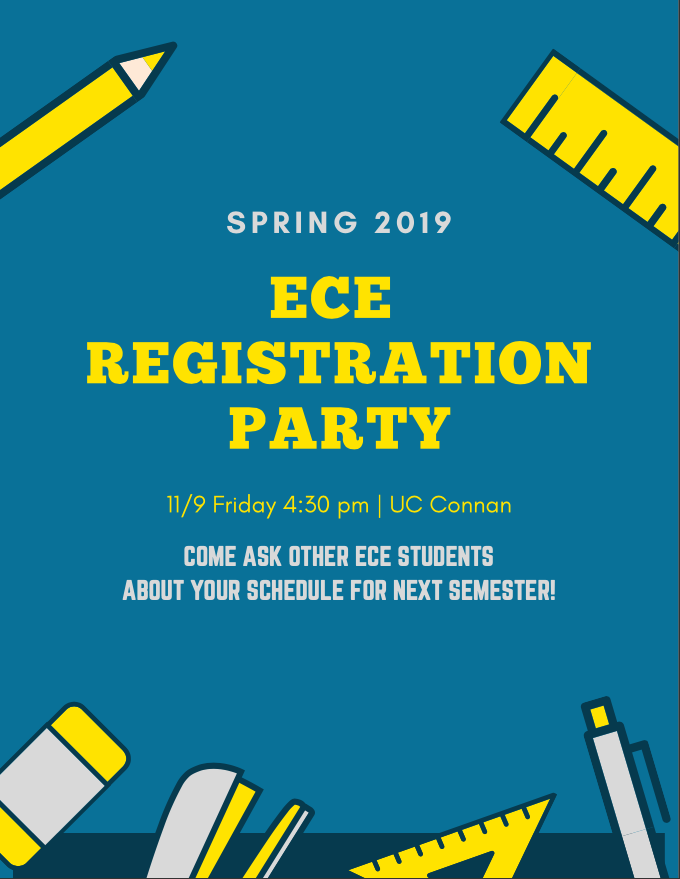 SPRING 2019
ECE
REGISTRATION
PARTY
11/9 Friday 4:30 pm | UC Connan
COME ASK OTHER ECE STUDENTS
ABOUT YOUR SCHEDULE FOR NEXT SEMESTER!